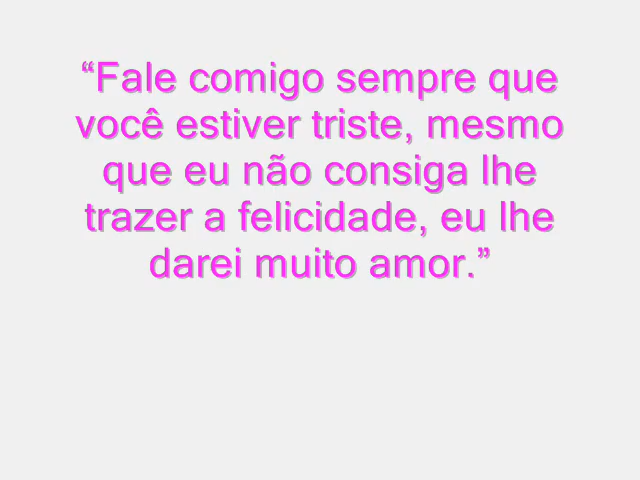 “Fale comigo sempre que
você estiver triste, mesmo
que eu não consiga lhe
trazer a felicidade, eu lhe
darei muito amor.”